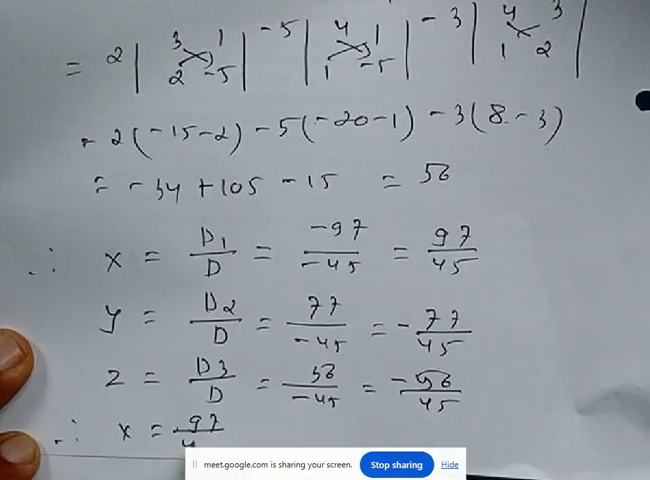 = 2 | 3 1 2 -5 | -5 | 4 1 1 -5 | -3 | 4 3 1 2 |
= 2(-15-2) -5(-20-1) -3(8-3)
= -34 + 105 - 15 = 56
∴ x = D1/D = -97/-45 = 97/45
y = D2/D = 77/-45 = -77/45
z = D3/D = 56/-45 = -56/45
∴ x = 97
meet.google.com is sharing your screen. Stop sharing Hide